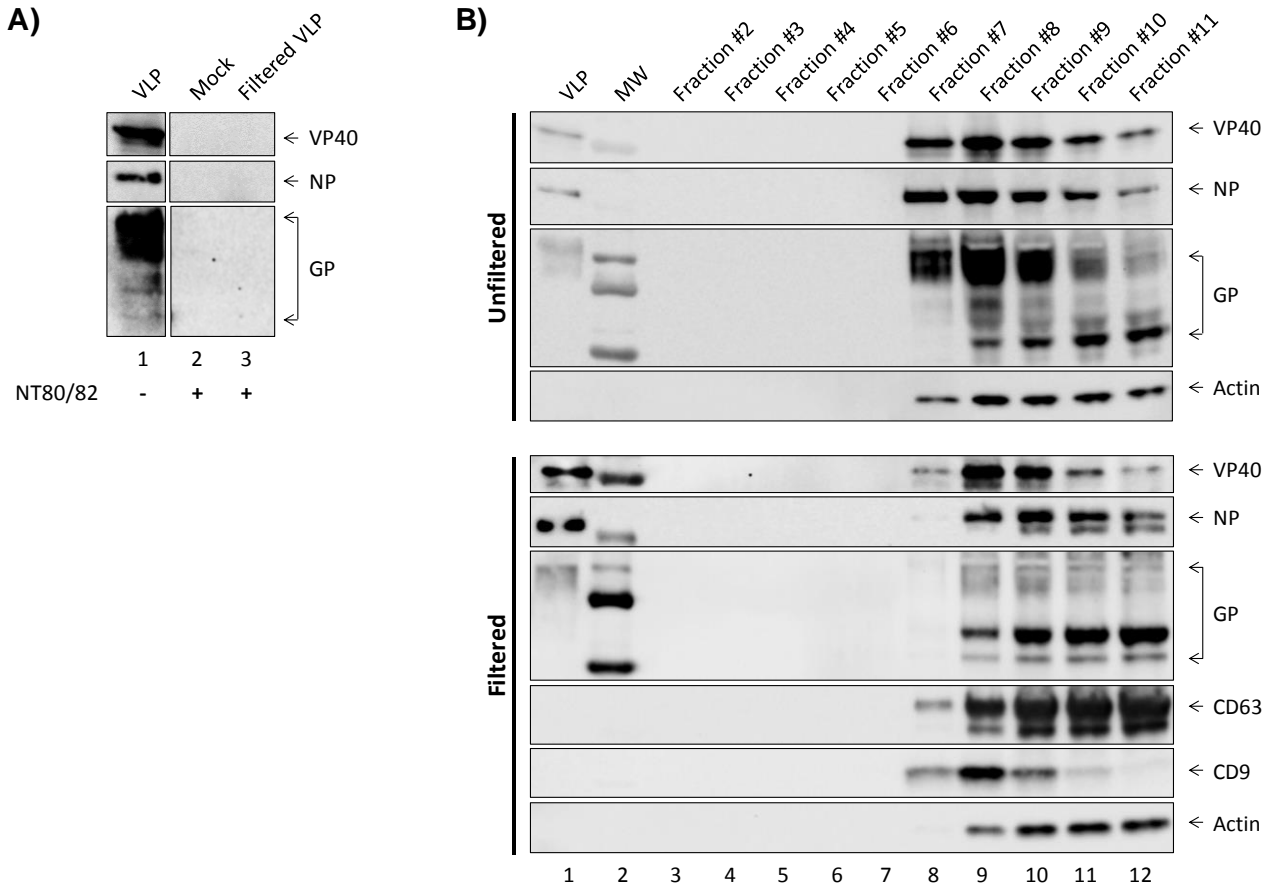 A)
VLP
Mock
Filtered VLP
← VP40
← NP
GP
1 2 3
NT80/82 - + +
B)
VLP
MW
Fraction #2
Fraction #3
Fraction #4
Fraction #5
Fraction #6
Fraction #7
Fraction #8
Fraction #9
Fraction #10
Fraction #11
Unfiltered
← VP40
← NP
GP
← Actin
Filtered
← VP40
← NP
GP
← CD63
← CD9
← Actin
1 2 3 4 5 6 7 8 9 10 11 12